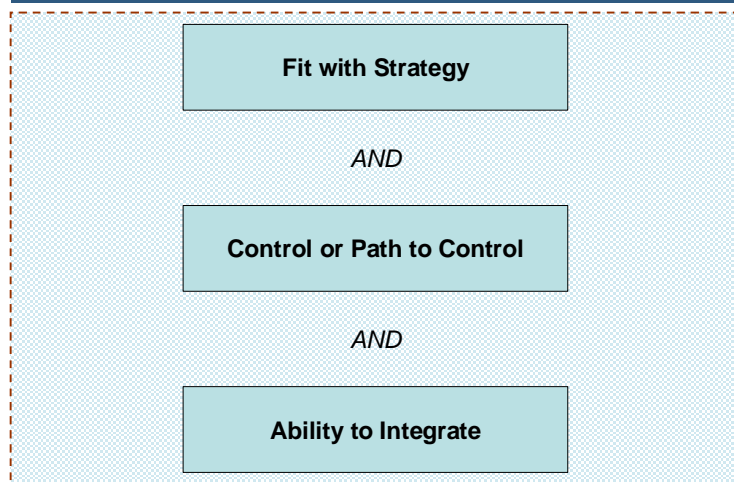 Fit with Strategy
AND
Control or Path to Control
AND
Ability to Integrate